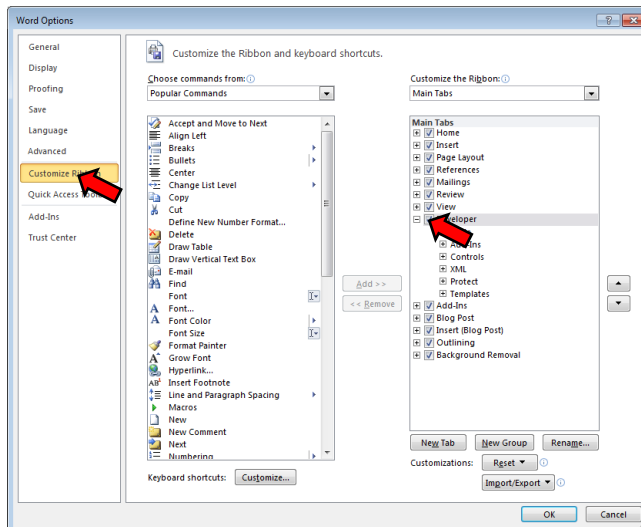 Word Options
General
Display
Proofing
Save
Language
Advanced
Customize
Quick Access
Add-Ins
Trust Center
Customize the Ribbon and keyboard shortcuts.
Choose commands from:
Popular Commands
Accept and Move to Next
Align Left
Breaks
Bullets
Center
Change List Level
Copy
Cut
Define New Number Format...
Delete
Draw Table
Draw Vertical Text Box
E-mail
Find
Font
Font...
Font Color
Font Size
Format Painter
Grow Font
Hyperlink...
Insert Footnote
Line and Paragraph Spacing
Macros
New
New Comment
Next
Numbering
Keyboard shortcuts: Customize...
Add >>
<< Remove
Customize the Ribbon:
Main Tabs
Main Tabs
Home
Insert
Page Layout
References
Mailings
Review
View
Developer
Add-Ins
Controls
XML
Protect
Templates
Add-Ins
Blog Post
Insert (Blog Post)
Outlining
Background Removal
New Tab New Group Rename...
Customizations: Reset
Import/Export
OK Cancel